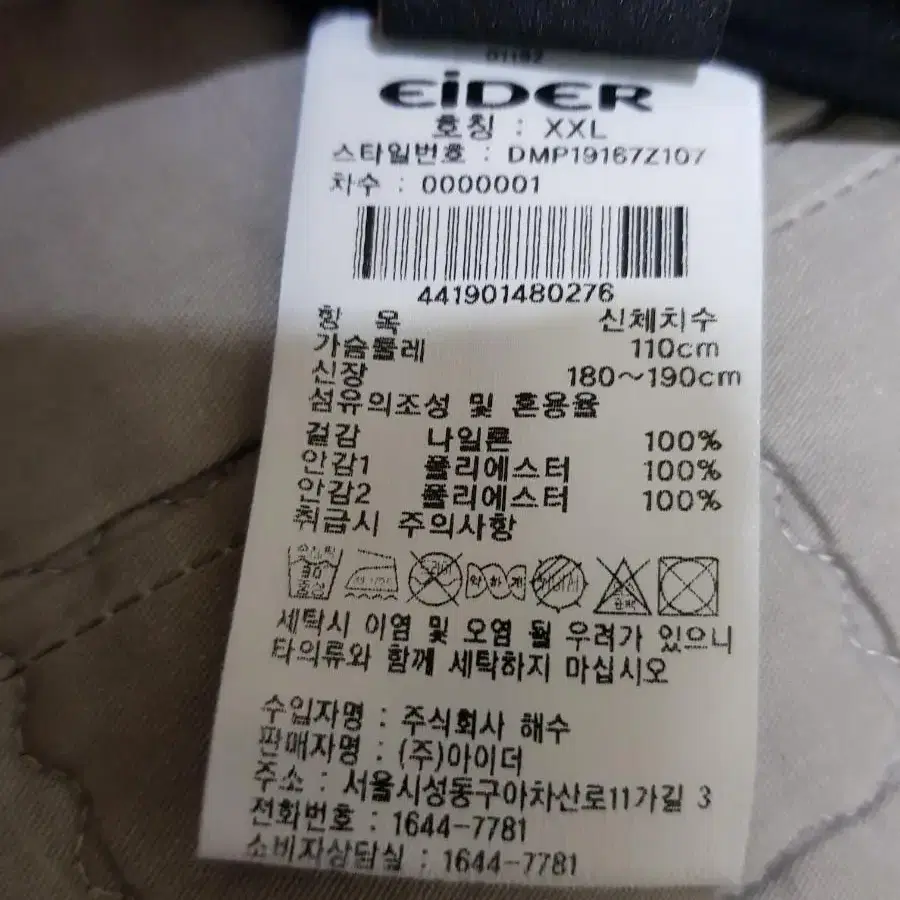 EiDER
호칭 : XXL
스타일번호 : DMP19167Z107
차수 : 0000001
441901480276
항 목 신체치수
가슴둘레 110cm
신장 180~190cm
섬유의조성 및 혼용율
겉감 나일론 100%
안감1 폴리에스터 100%
안감2 폴리에스터 100%
취급시 주의사항
30
약하게
세탁시 이염 및 오염 될 우려가 있으니
타의류와 함께 세탁하지 마십시오
수입자명 : 주식회사 해수
판매자명 : (주)아이더
주소 : 서울시성동구아차산로11가길 3
전화번호 : 1644-7781
소비자상담실 : 1644-7781